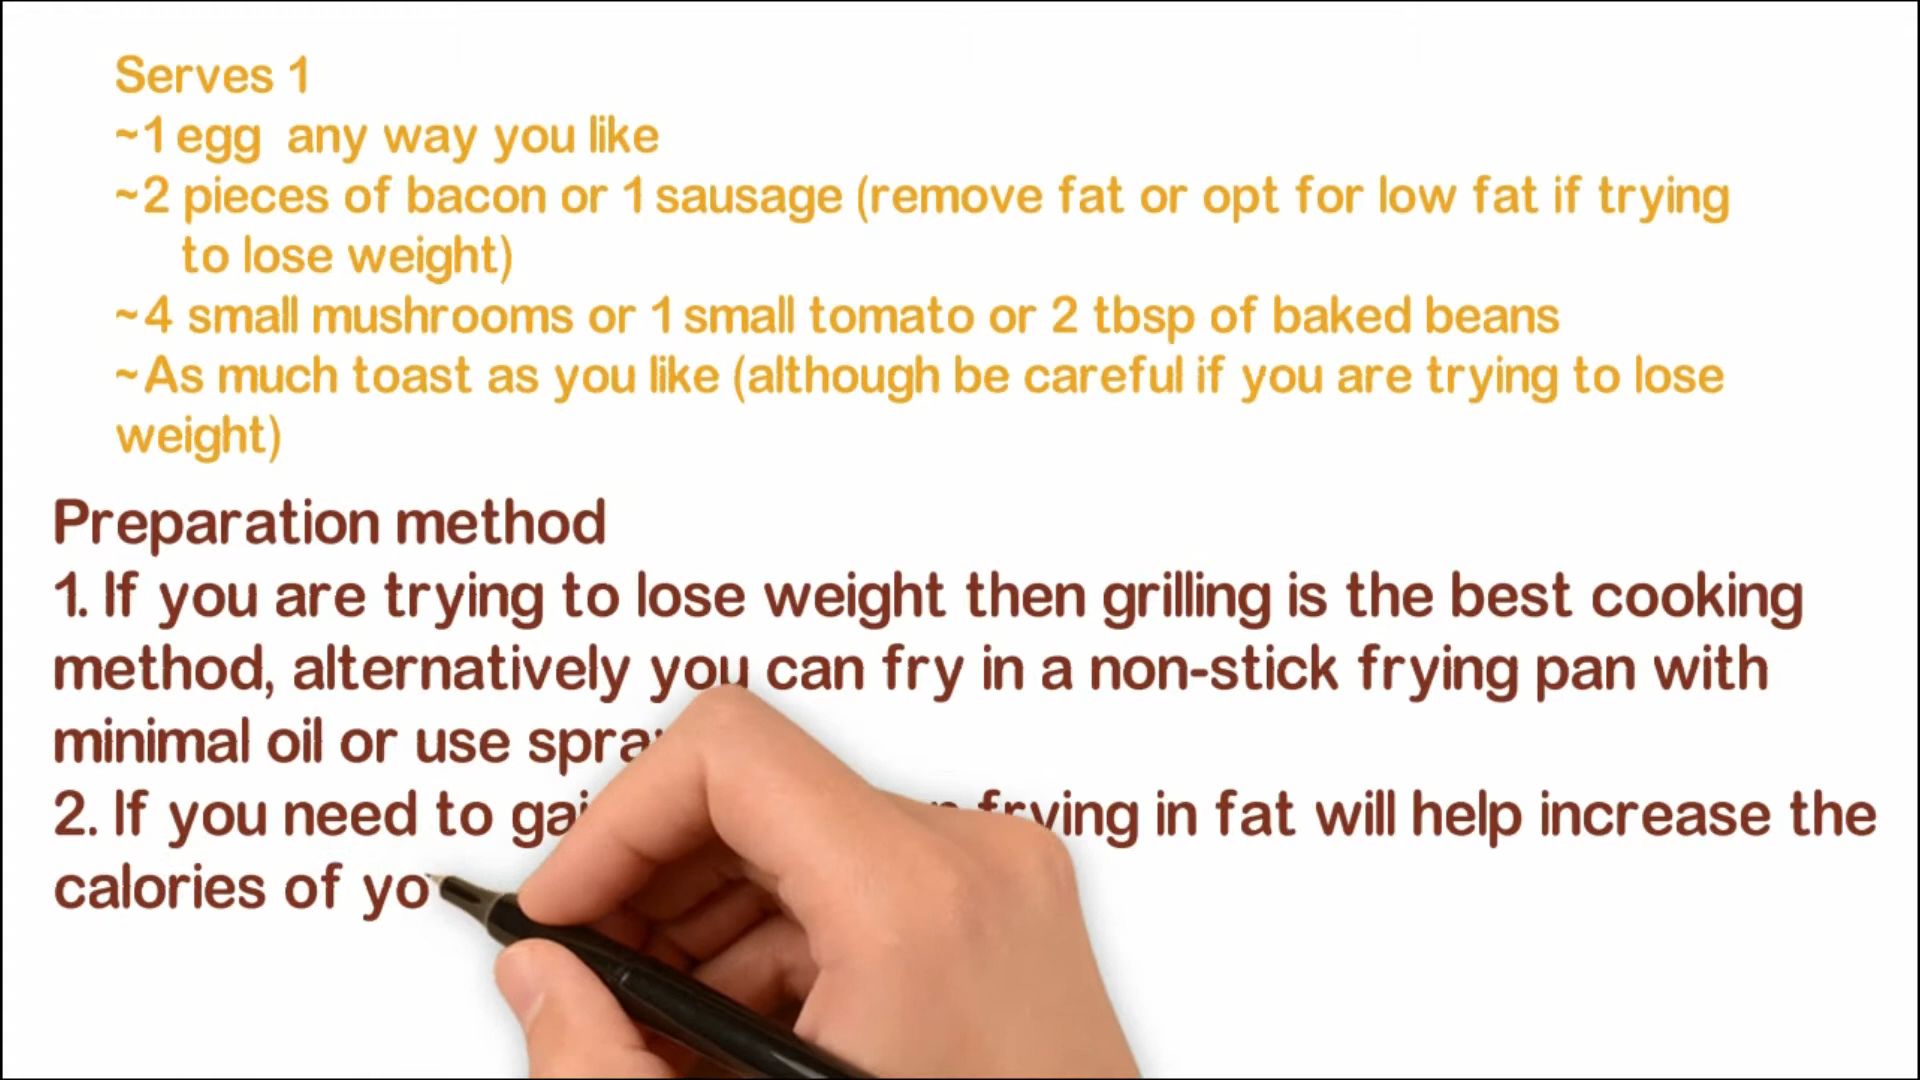 Serves 1
~1 egg any way you like
~2 pieces of bacon or 1 sausage (remove fat or opt for low fat if trying
to lose weight)
~4 small mushrooms or 1 small tomato or 2 tbsp of baked beans
~As much toast as you like (although be careful if you are trying to lose
weight)
Preparation method
1. If you are trying to lose weight then grilling is the best cooking
method, alternatively you can fry in a non-stick frying pan with
minimal oil or use
2. If you need to frying in fat will help increase the
calories of yo